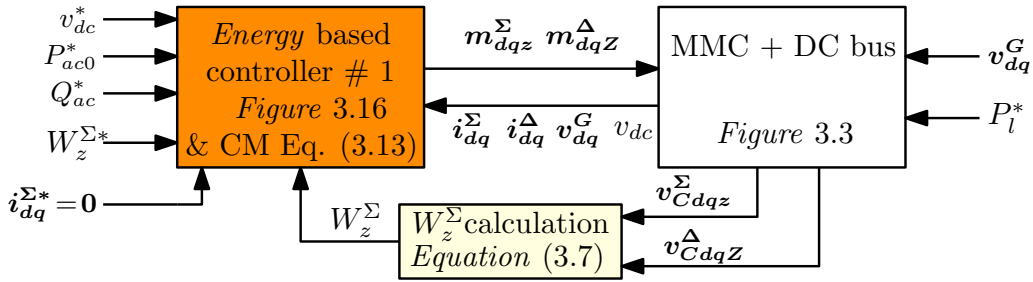 v*dc
P*ac0
Q*ac
WΣ*z
iΣ*dq = 0
Energy based
controller # 1
Figure 3.16
& CM Eq. (3.13)
mΣdqz mΔdqZ
iΣdq iΔdq vGdq vdc
MMC + DC bus
Figure 3.3
vGdq
P*l
vΣCdqz
vΔCdqZ
WΣz
WΣz calculation
Equation (3.7)